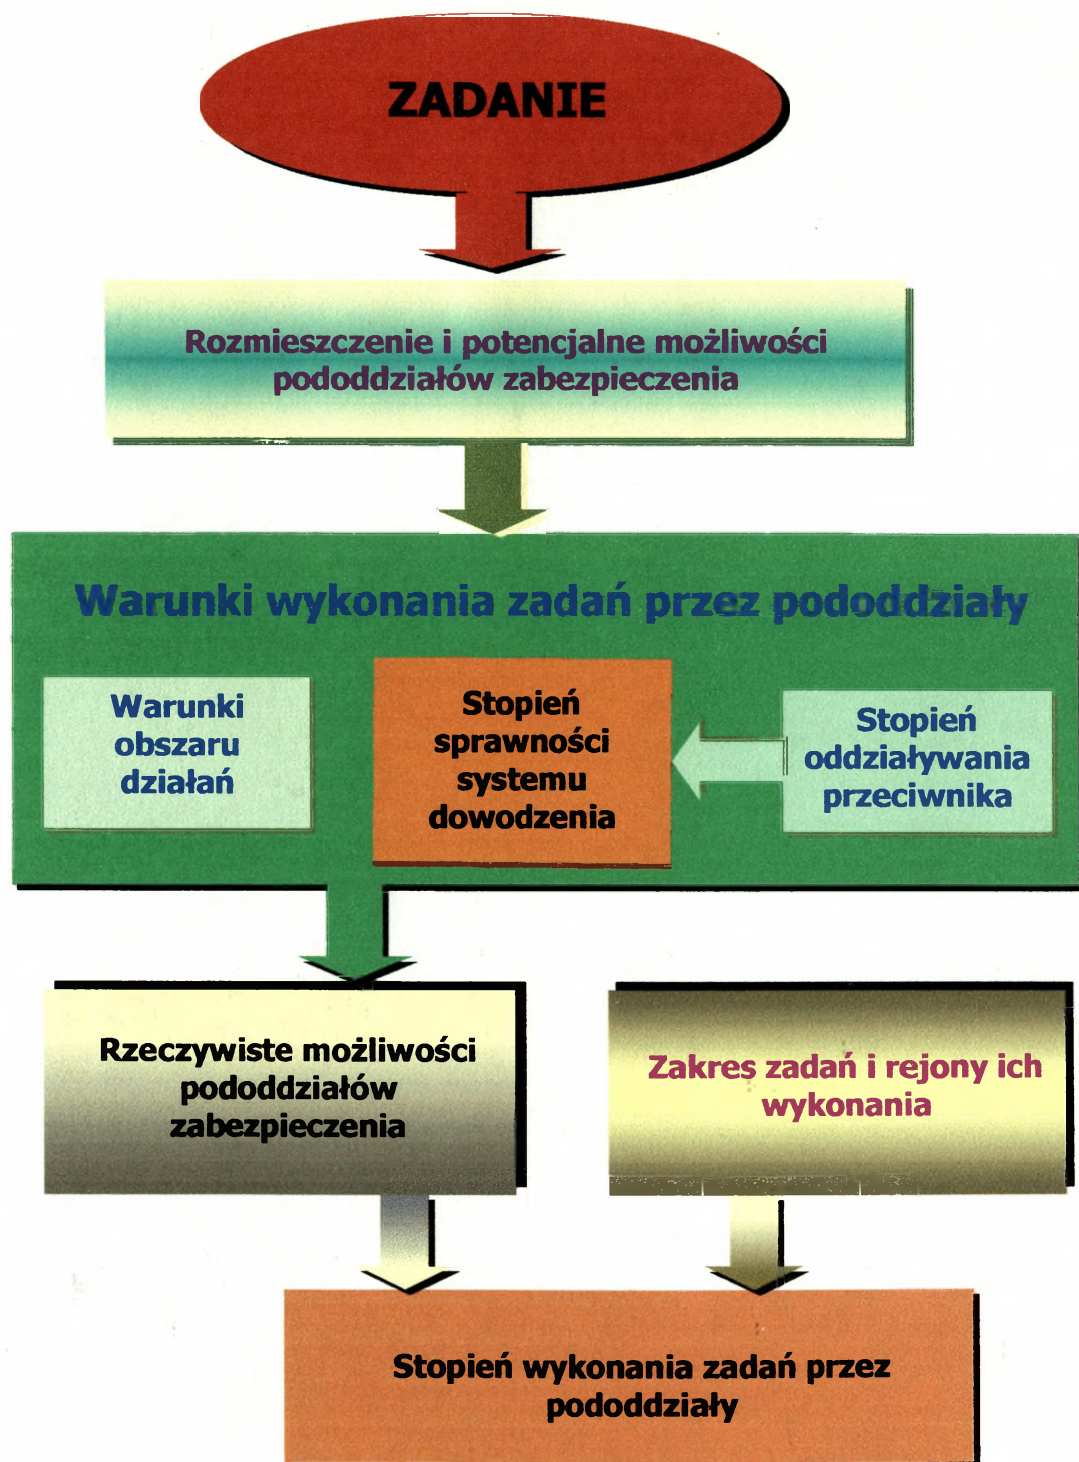 ZADANIE
Rozmieszczenie i potencjalne możliwości
pododdziałów zabezpieczenia
Warunki wykonania zadań przez pododdziały
Warunki
obszaru
działań
Stopień
sprawności
systemu
dowodzenia
Stopień
oddziaływania
przeciwnika
Rzeczywiste możliwości
pododdziałów
zabezpieczenia
Zakres zadań i rejony ich
wykonania
Stopień wykonania zadań przez
pododdziały